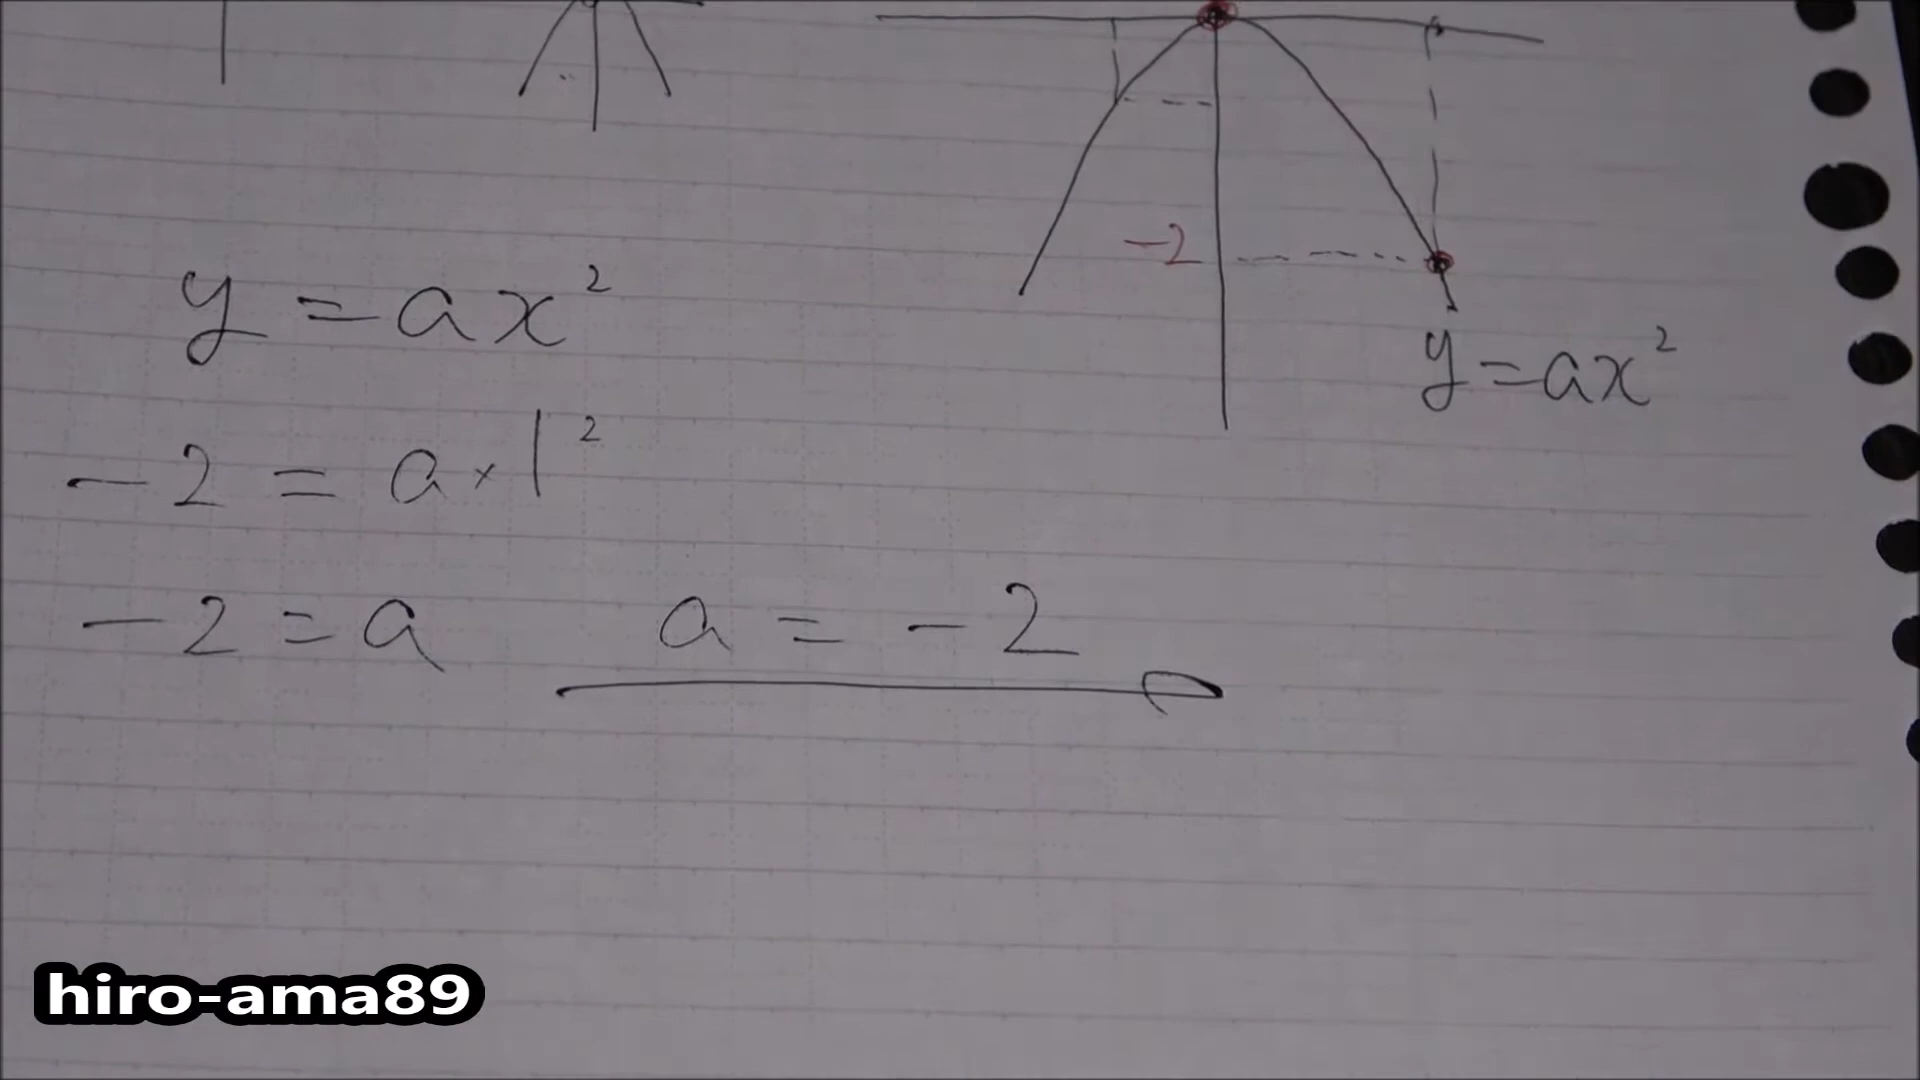 -2
y = ax²
y = ax²
-2 = a×1²
-2 = a a = -2
hiro-ama89